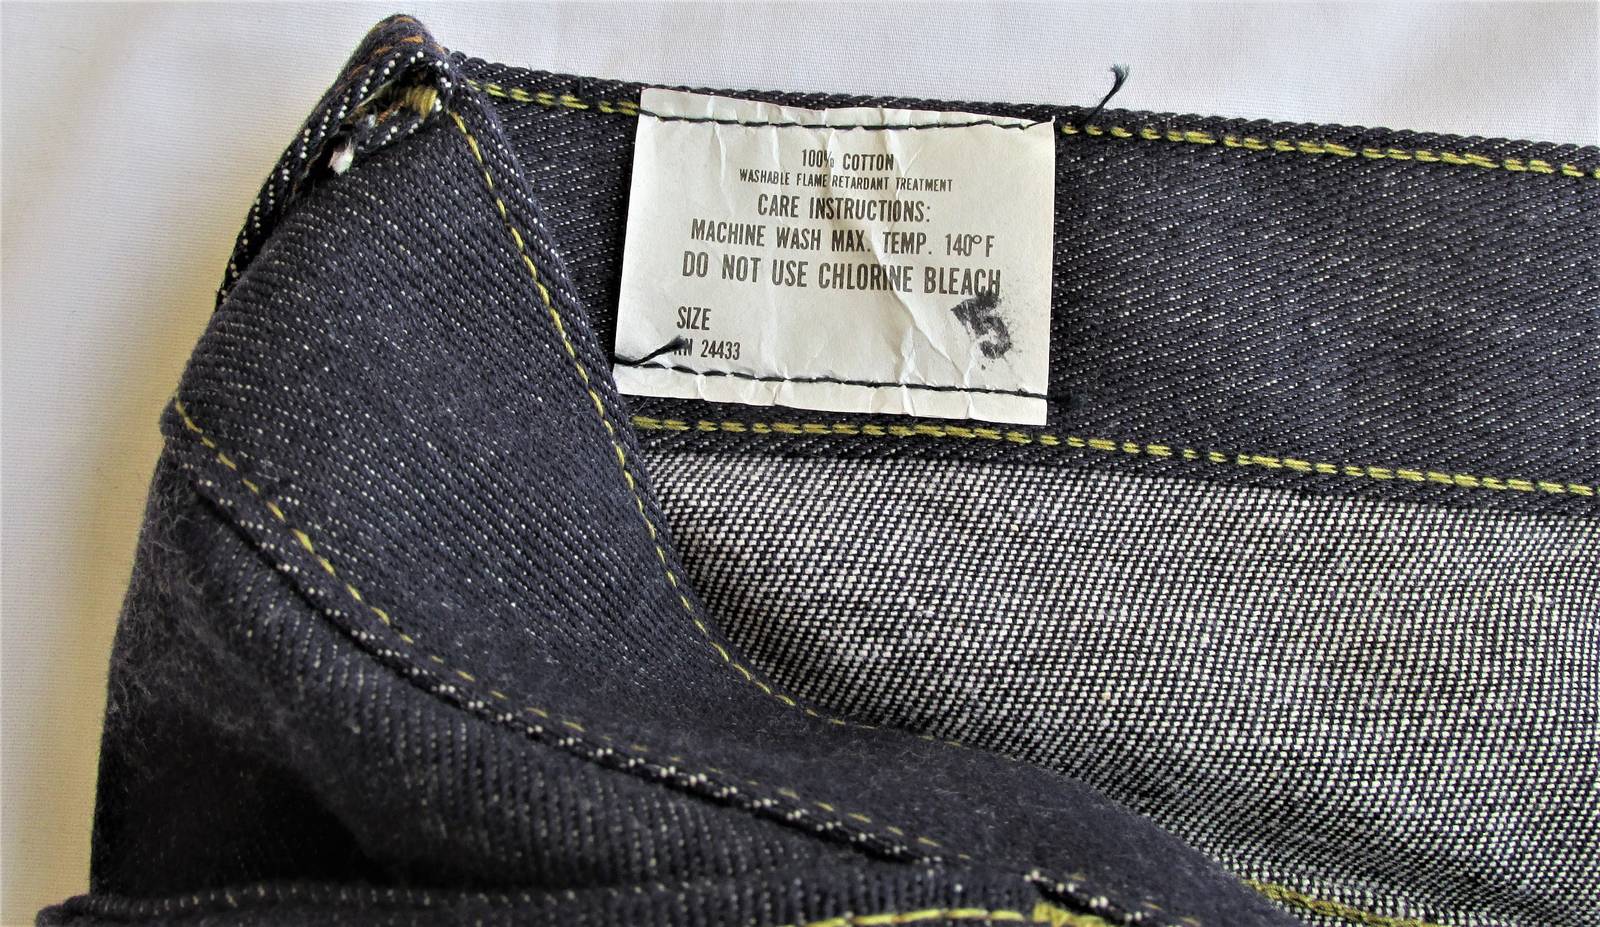 100% COTTON
WASHABLE FLAME RETARDANT TREATMENT
CARE INSTRUCTIONS:
MACHINE WASH MAX. TEMP. 140°F
DO NOT USE CHLORINE BLEACH
5
SIZE
RN 24433